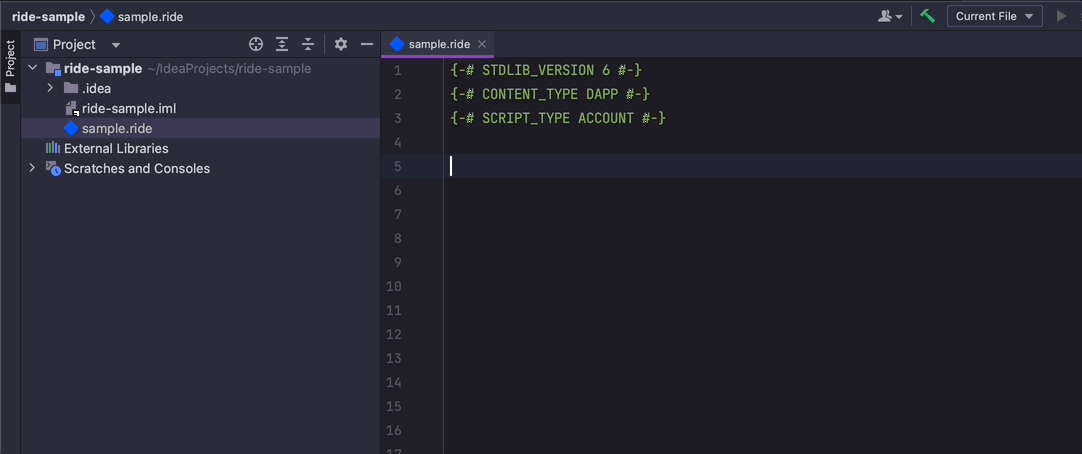 ride-sample sample.ride
Current File
Project
Project
ride-sample ~/IdeaProjects/ride-sample
.idea
ride-sample.iml
sample.ride
External Libraries
Scratches and Consoles
sample.ride
1 {-# STDLIB_VERSION 6 #-}
2 {-# CONTENT_TYPE DAPP #-}
3 {-# SCRIPT_TYPE ACCOUNT #-}
4
5
6
7
8
9
10
11
12
13
14
15
16
17